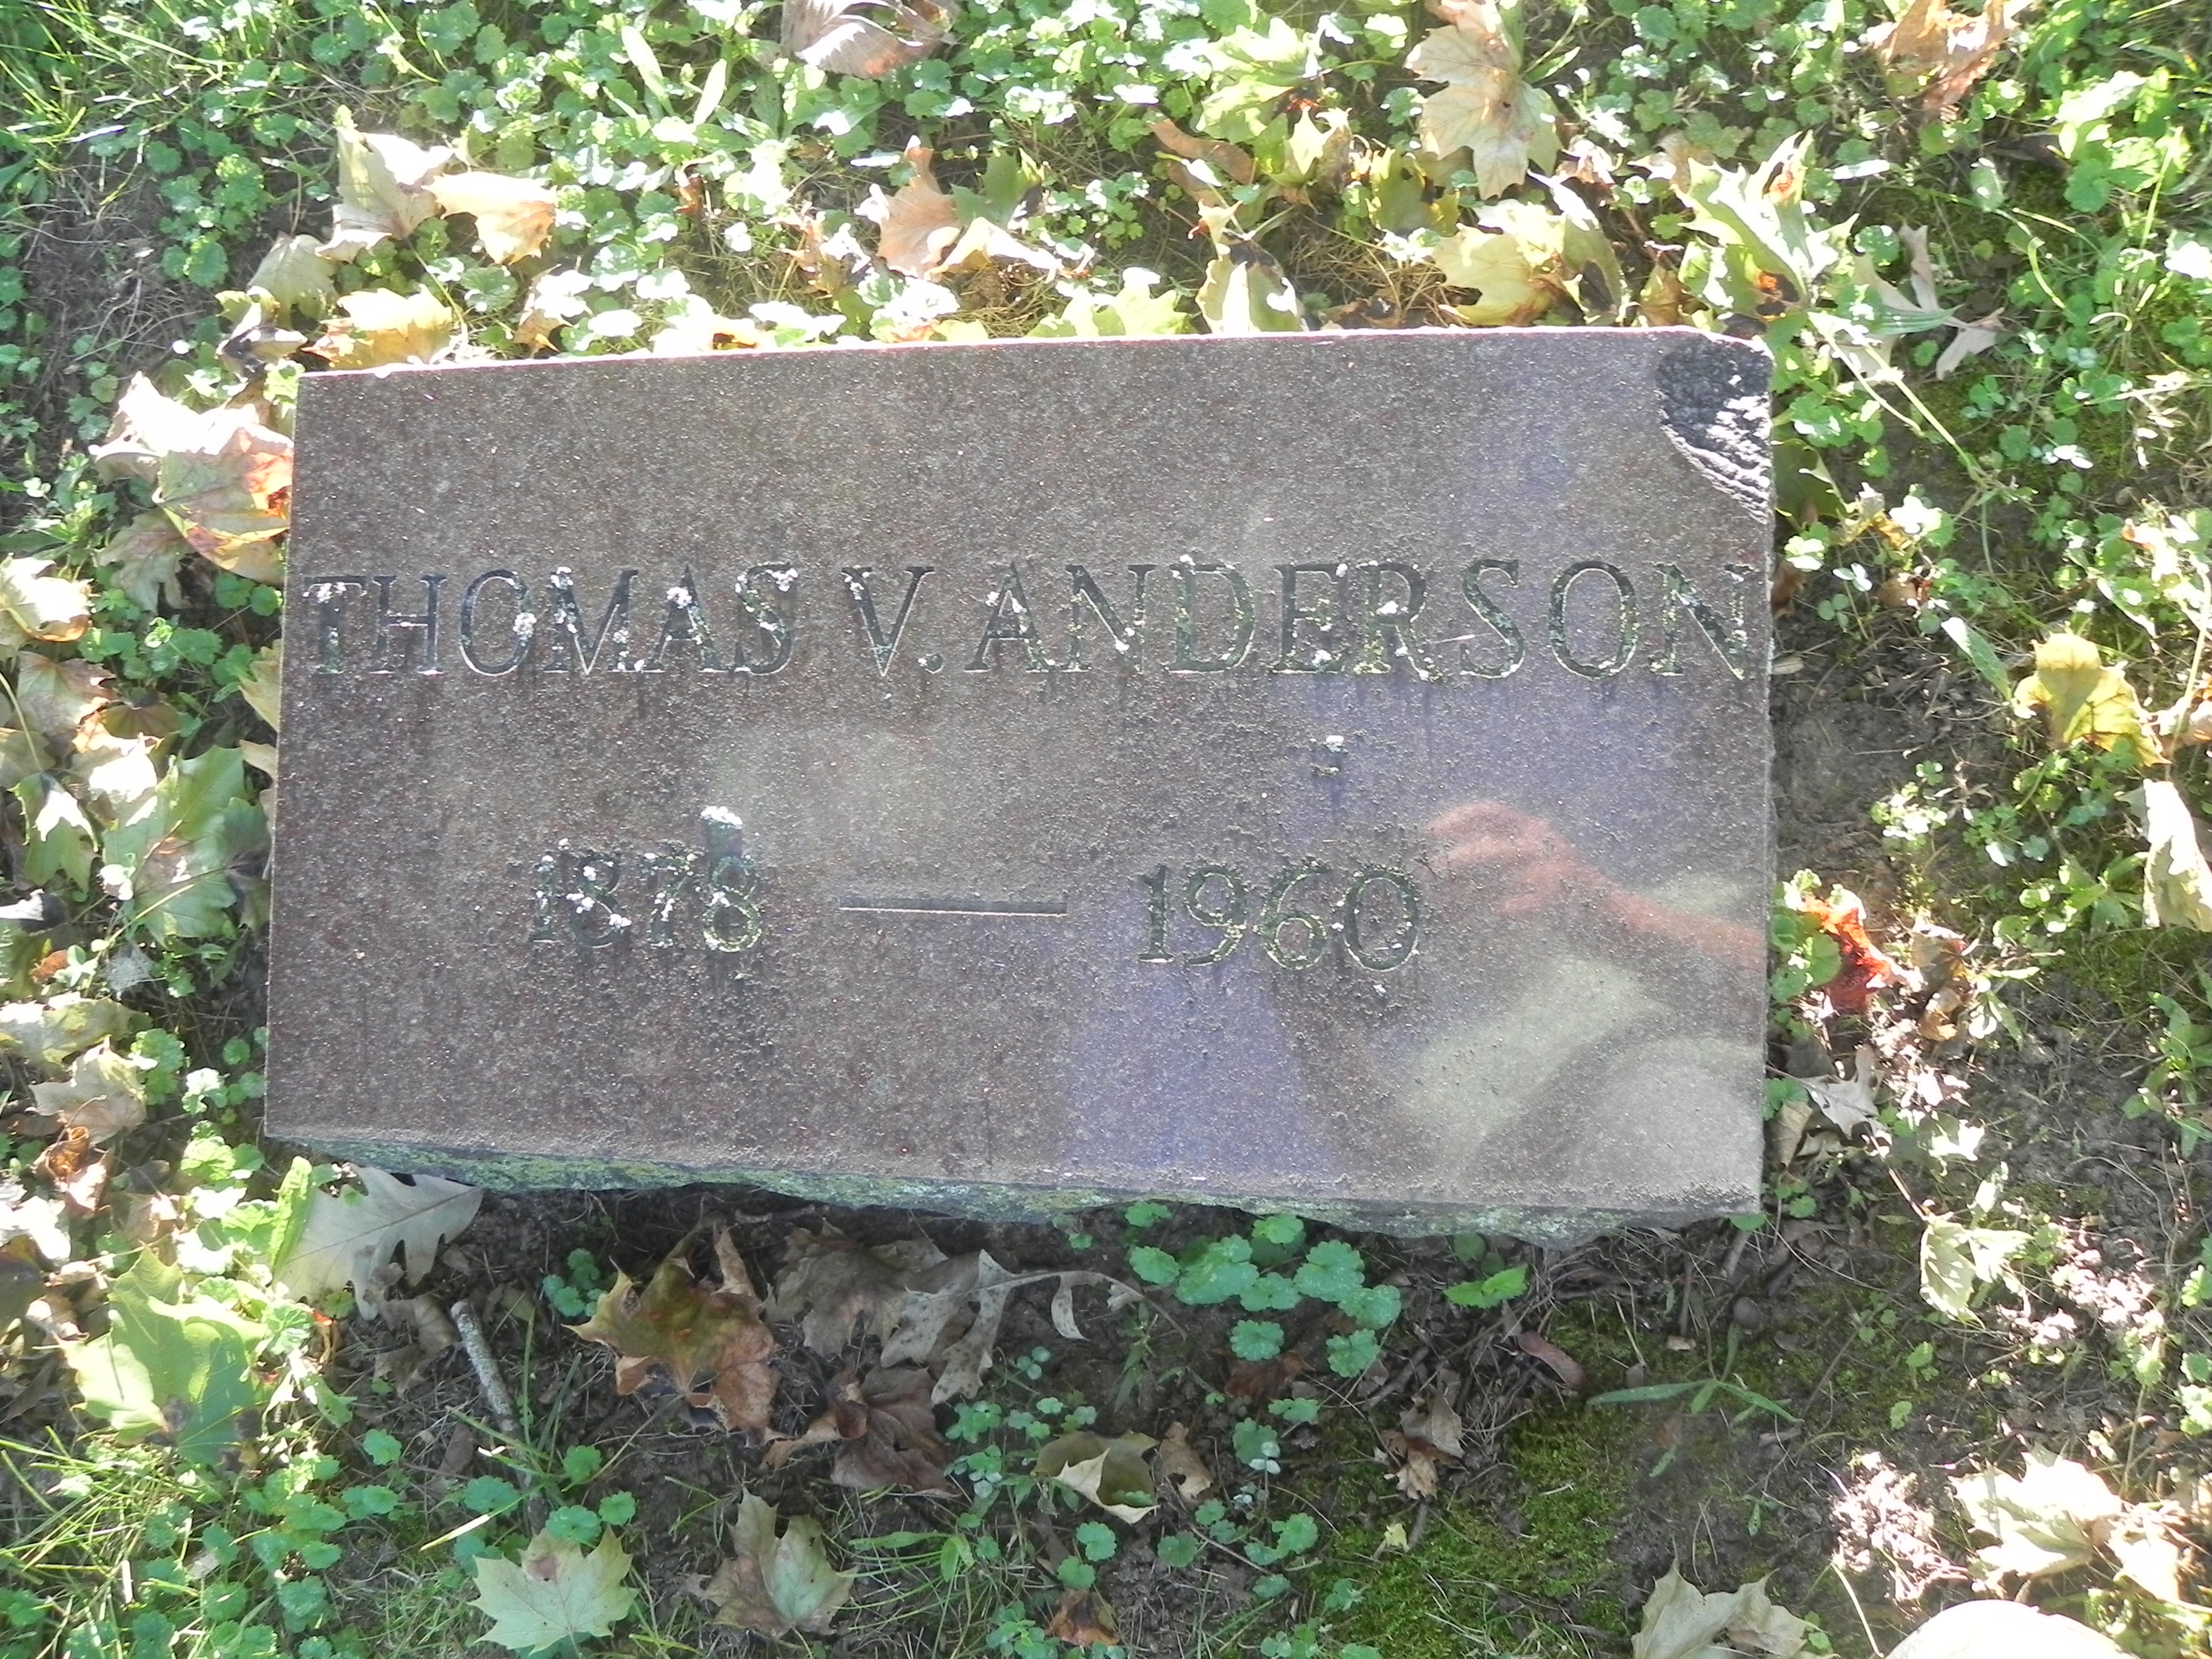 THOMAS V. ANDERSON
1878 — 1960